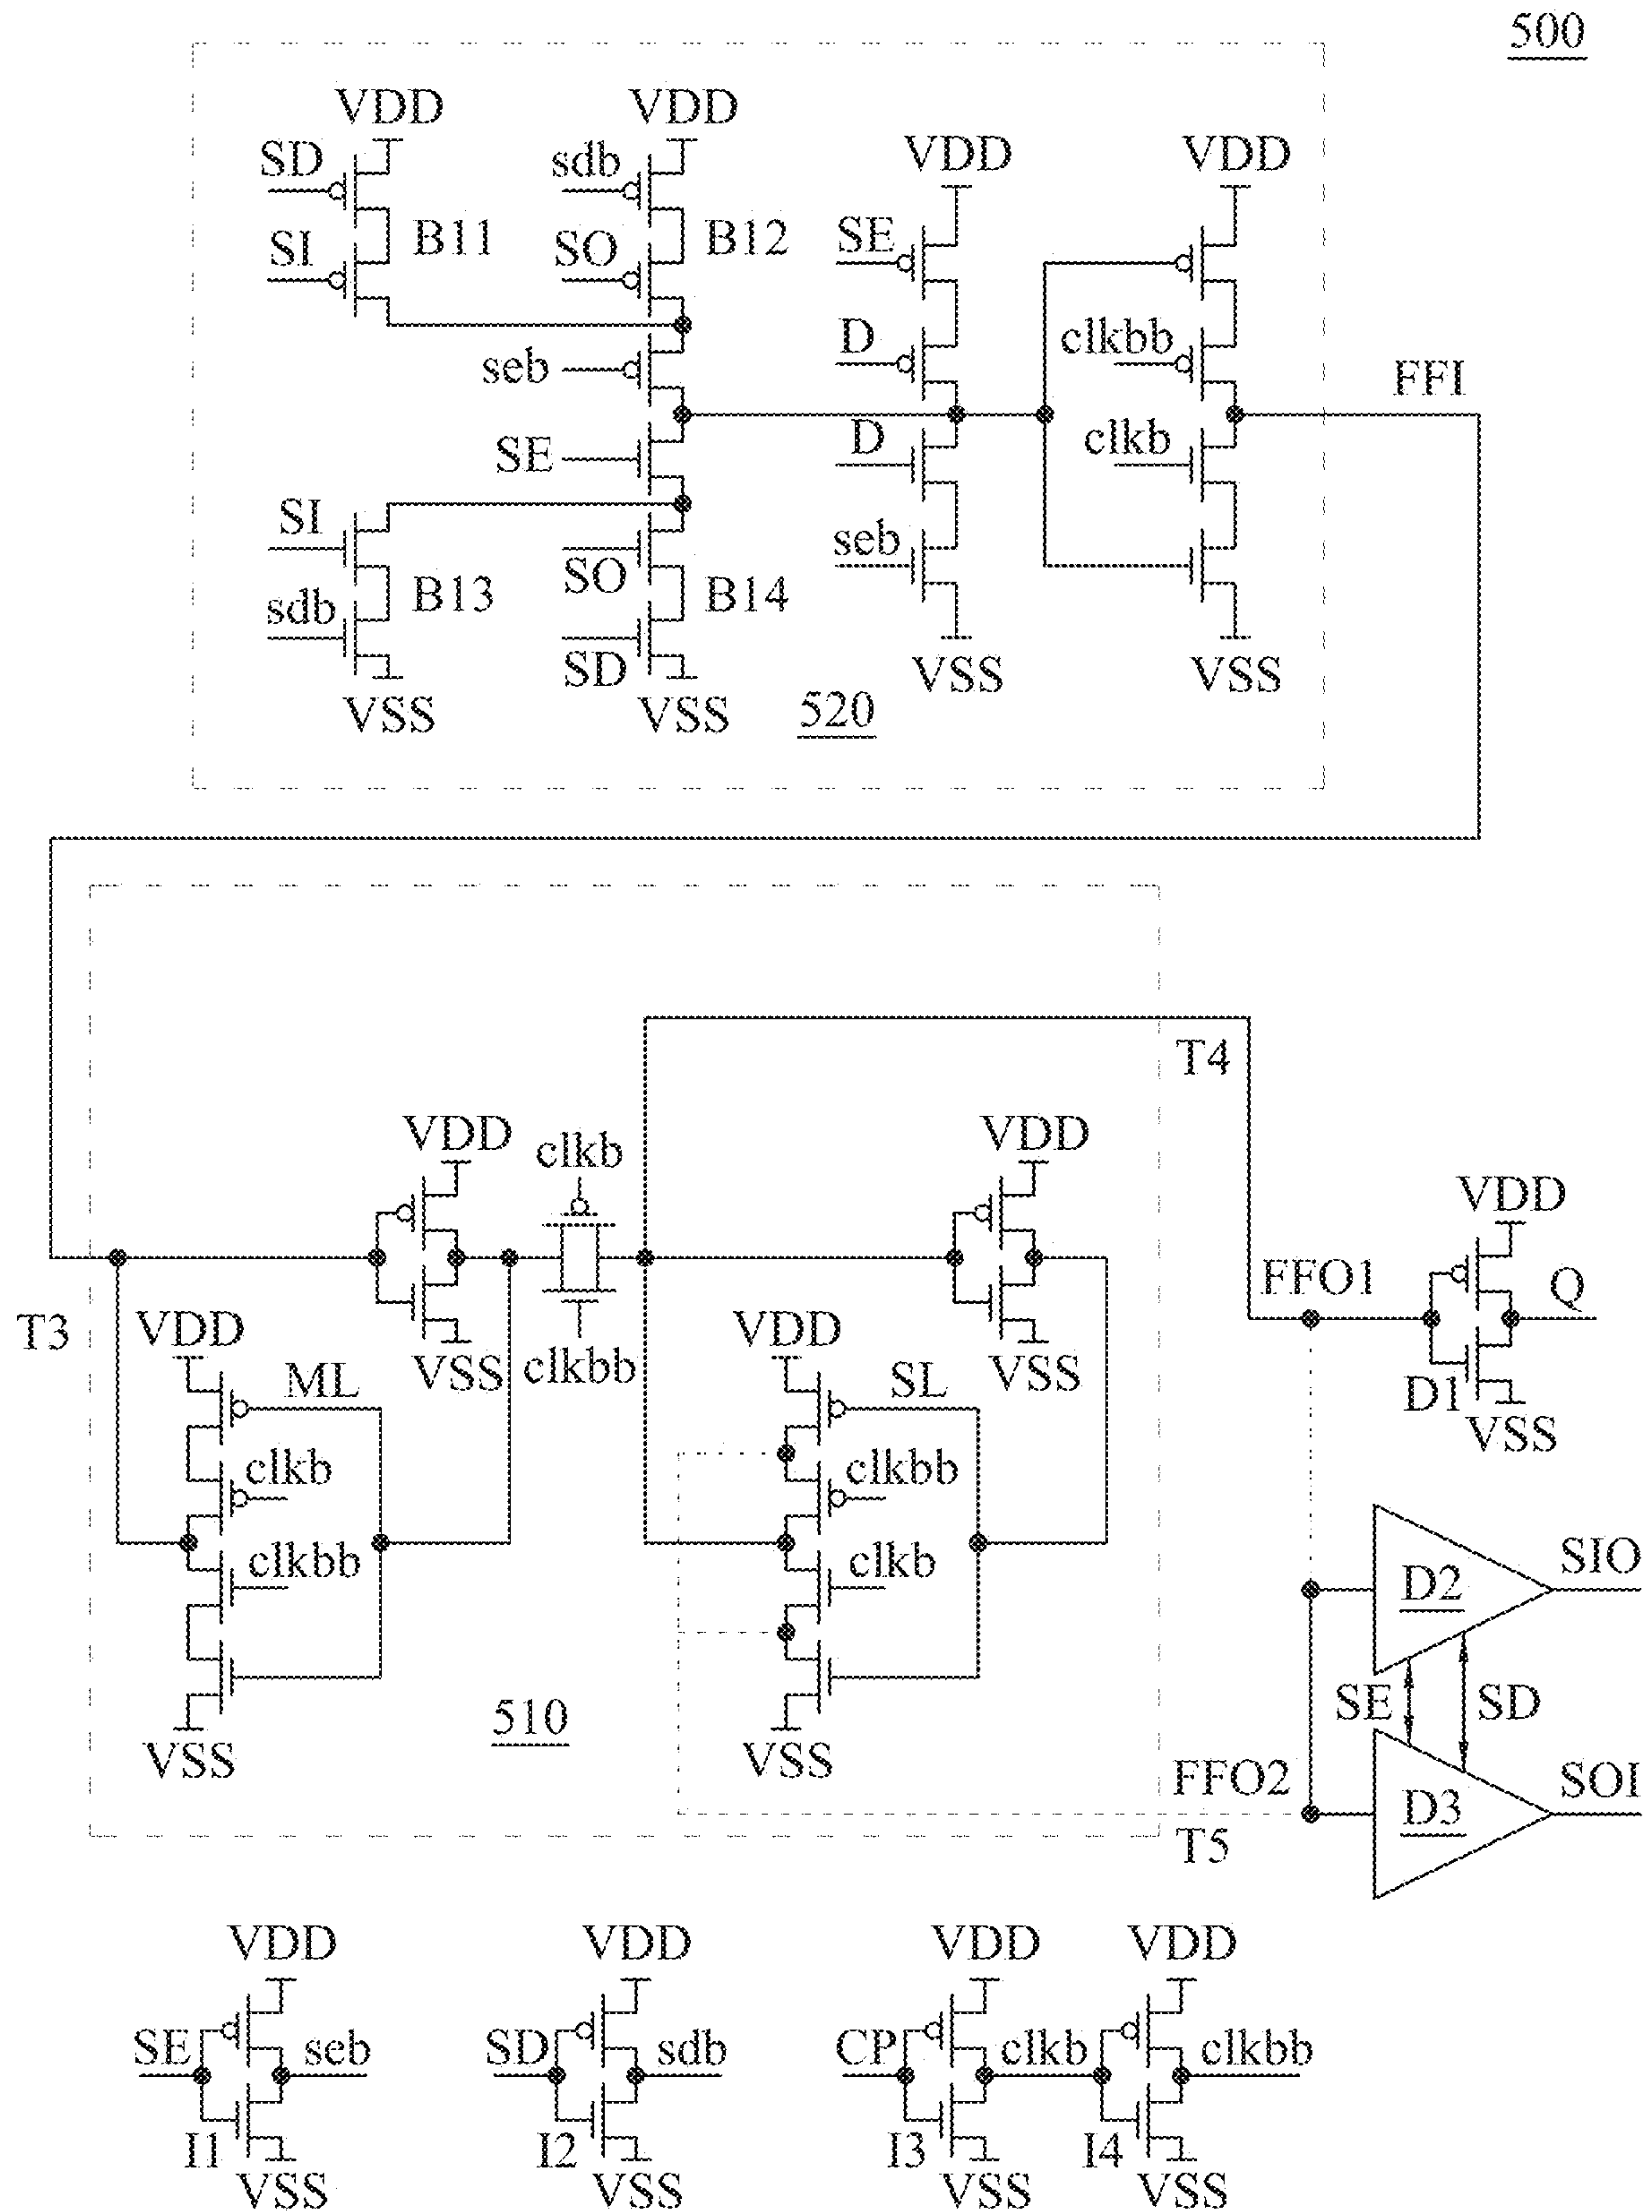 500
VDD VDD
SD sdb VDD VDD
SI B11 SO B12 SE
seb D clkbb FFI
SE D clkb
SI SO seb
sdb B13 SD B14
VSS VSS VSS VSS
520
T4
VDD clkb VDD
VDD
FFO1 Q
T3 VDD VSS clkbb VDD VSS D1 VSS
ML SL
clkb clkbb
clkbb clkb
D2 SIO
SE SD
VSS 510 VSS
FFO2 D3 SOI
T5
VDD VDD VDD VDD
SE seb SD sdb CP clkb clkbb
I1 I2 I3 I4
VSS VSS VSS VSS